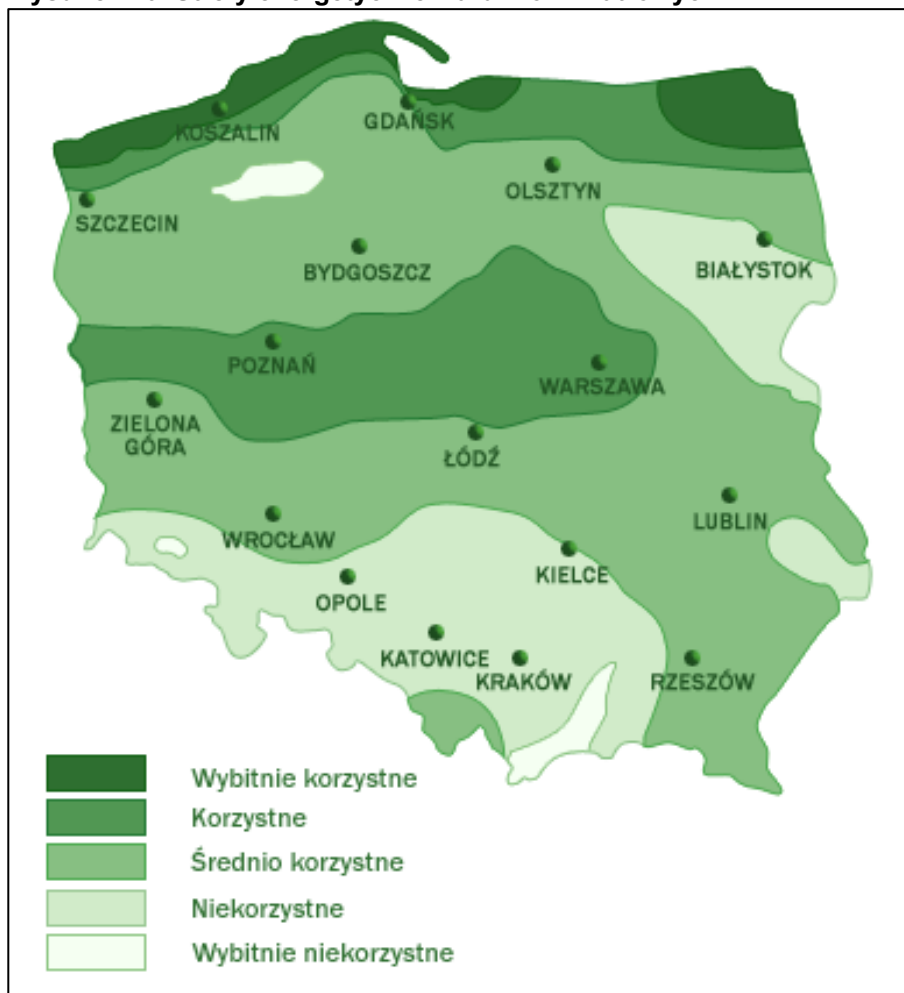 KOSZALIN
GDAŃSK
OLSZTYN
SZCZECIN
BIAŁYSTOK
BYDGOSZCZ
POZNAŃ
WARSZAWA
ZIELONA
GÓRA
ŁÓDŹ
LUBLIN
WROCŁAW
KIELCE
OPOLE
KATOWICE
KRAKÓW
RZESZÓW
Wybitnie korzystne
Korzystne
Średnio korzystne
Niekorzystne
Wybitnie niekorzystne